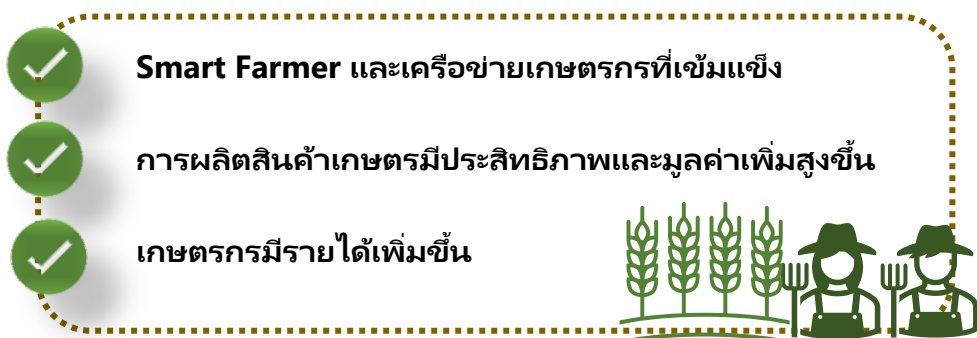 Smart Farmer และเครือข่ายเกษตรกรที่เข้มแข็ง
การผลิตสินค้าเกษตรมีประสิทธิภาพและมูลค่าเพิ่มสูงขึ้น
เกษตรกรมีรายได้เพิ่มขึ้น